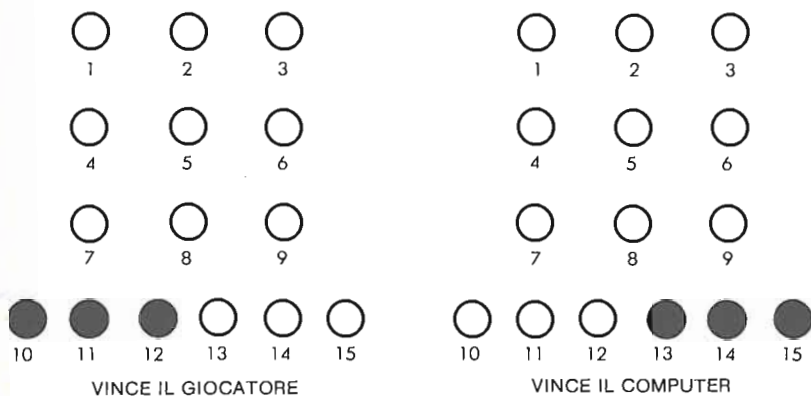 1 2 3 1 2 3
4 5 6 4 5 6
7 8 9 7 8 9
10 11 12 13 14 15 10 11 12 13 14 15
VINCE IL GIOCATORE VINCE IL COMPUTER